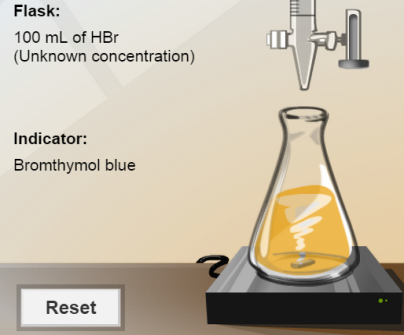 Flask:
100 mL of HBr
(Unknown concentration)
Indicator:
Bromthymol blue
Reset